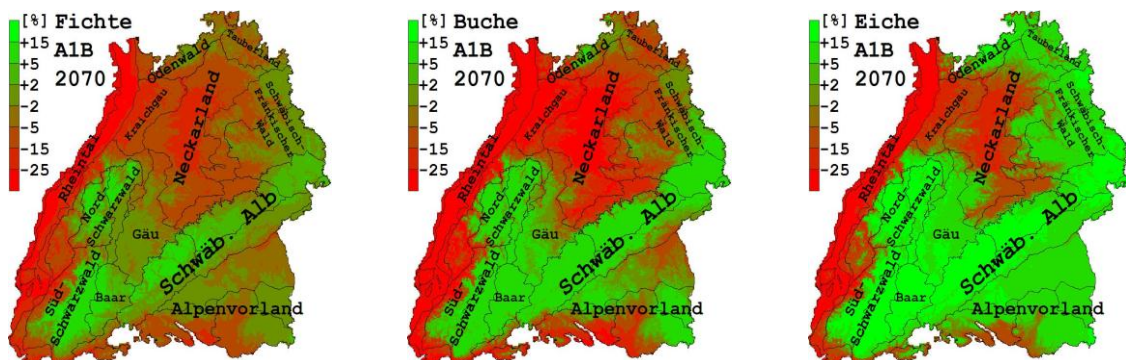 [%] Fichte
+15 A1B
+5
+2 2070
-2
-5
-15
-25
Odenwald
Tauberland
Kraichgau
Neckarland
Schwäbisch-
Fränkischer
Wald
Rheintal
Nord-
Schwarzwald
Gäu
Schwäb. Alb
Süd-
Schwarzwald
Baar
Alpenvorland
[%] Buche
+15 A1B
+5
+2 2070
-2
-5
-15
-25
Odenwald
Tauberland
Kraichgau
Neckarland
Schwäbisch-
Fränkischer
Wald
Rheintal
Nord-
Schwarzwald
Gäu
Schwäb. Alb
Süd-
Schwarzwald
Baar
Alpenvorland
[%] Eiche
+15 A1B
+5
+2 2070
-2
-5
-15
-25
Odenwald
Tauberland
Kraichgau
Neckarland
Schwäbisch-
Fränkischer
Wald
Rheintal
Nord-
Schwarzwald
Gäu
Schwäb. Alb
Süd-
Schwarzwald
Baar
Alpenvorland